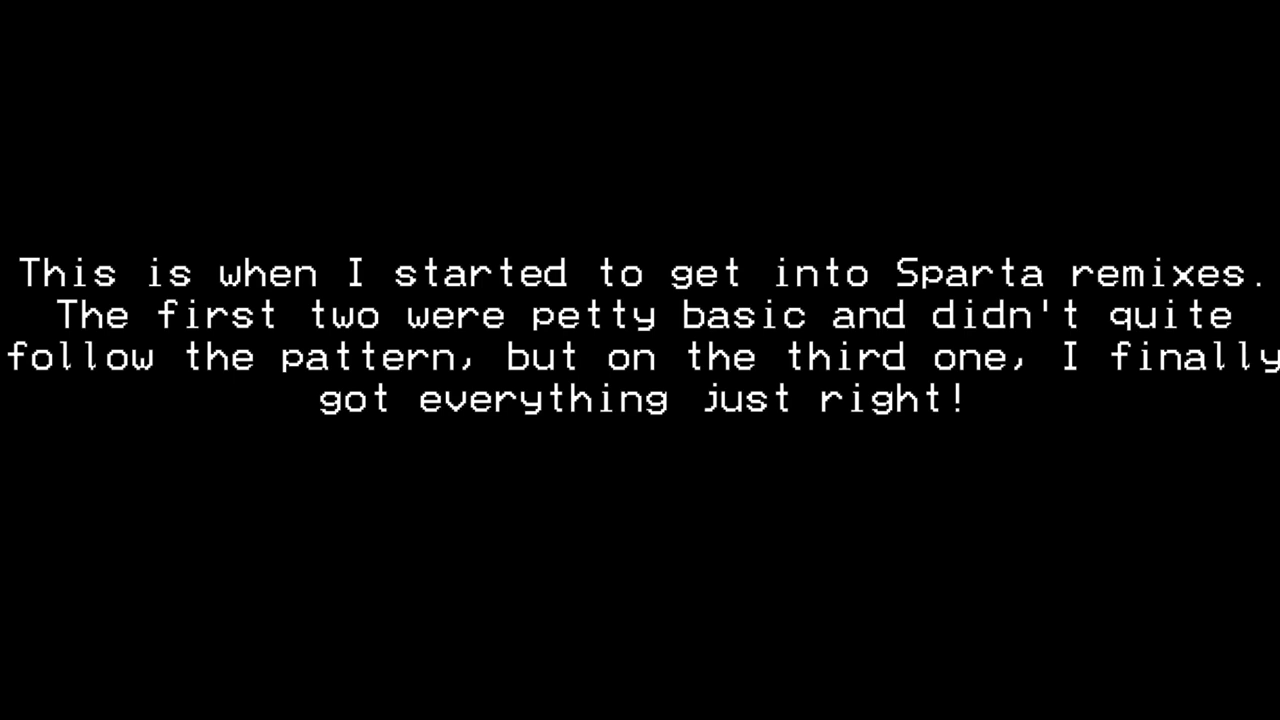 This is when I started to get into Sparta remixes.
The first two were petty basic and didn't quite
follow the pattern, but on the third one, I finally
got everything just right!